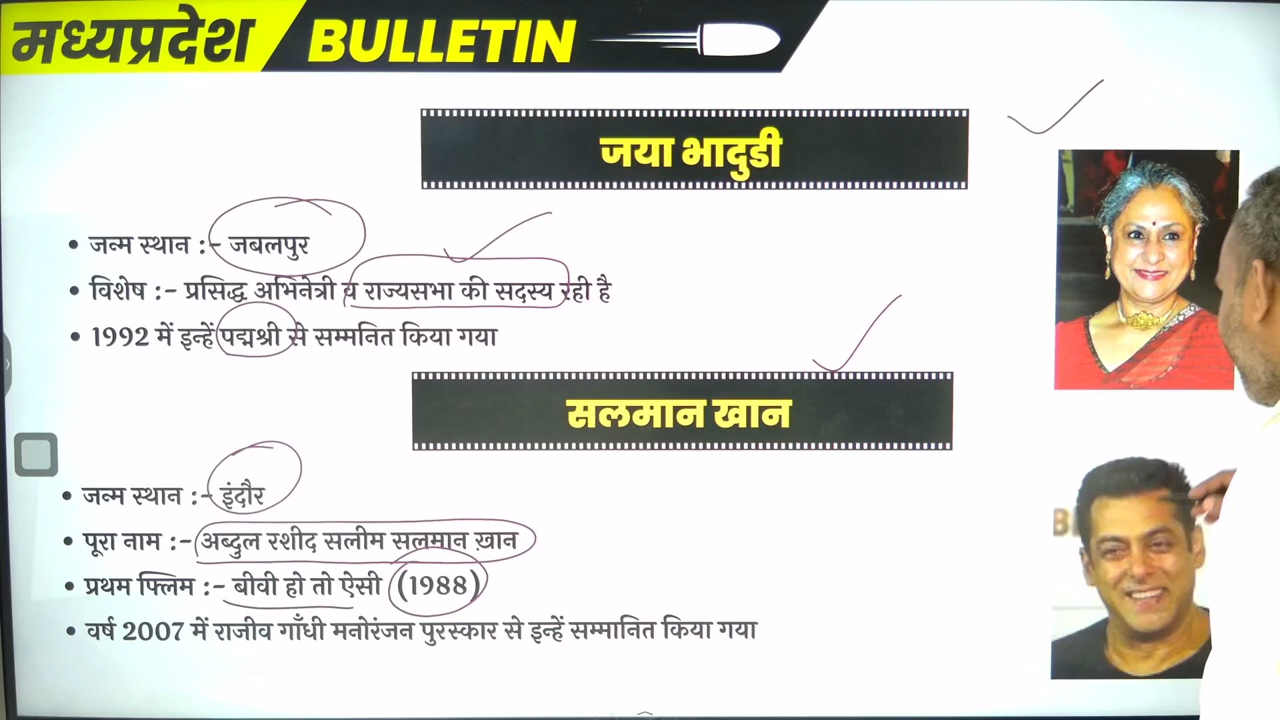 मध्यप्रदेश BULLETIN
जया भादुडी
• जन्म स्थान :- जबलपुर
• विशेष :- प्रसिद्ध अभिनेत्री व राज्यसभा की सदस्य रही है
• 1992 में इन्हें पद्मश्री से सम्मनित किया गया
सलमान खान
• जन्म स्थान :- इंदौर
• पूरा नाम :- अब्दुल रशीद सलीम सलमान ख़ान
• प्रथम फ्लिम :- बीवी हो तो ऐसी (1988)
• वर्ष 2007 में राजीव गाँधी मनोरंजन पुरस्कार से इन्हें सम्मानित किया गया